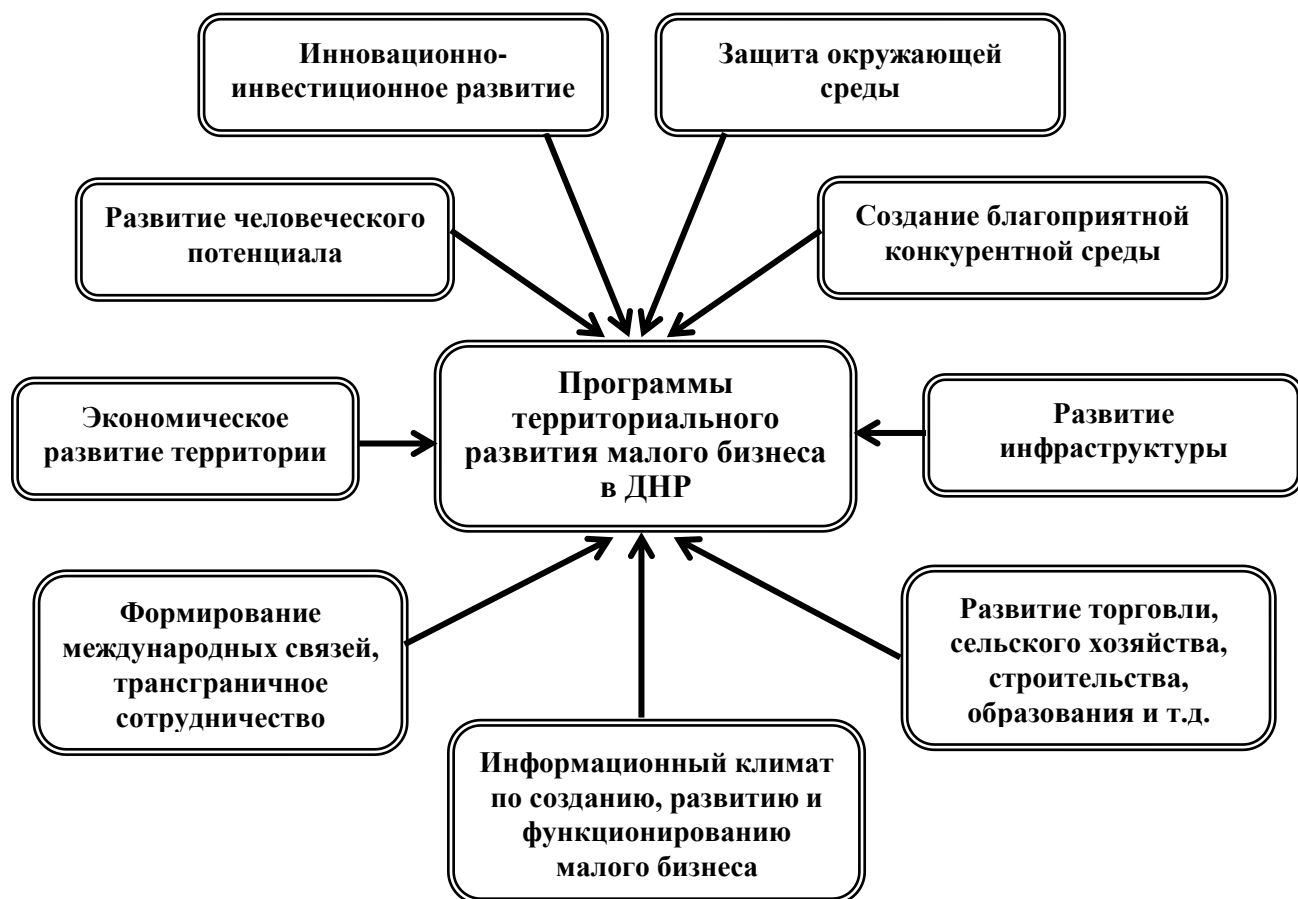 Инновационно-
инвестиционное развитие
Защита окружающей
среды
Развитие человеческого
потенциала
Создание благоприятной
конкурентной среды
Экономическое
развитие территории
Программы
территориального
развития малого бизнеса
в ДНР
Развитие
инфраструктуры
Формирование
международных связей,
трансграничное
сотрудничество
Информационный климат
по созданию, развитию и
функционированию
малого бизнеса
Развитие торговли,
сельского хозяйства,
строительства,
образования и т.д.